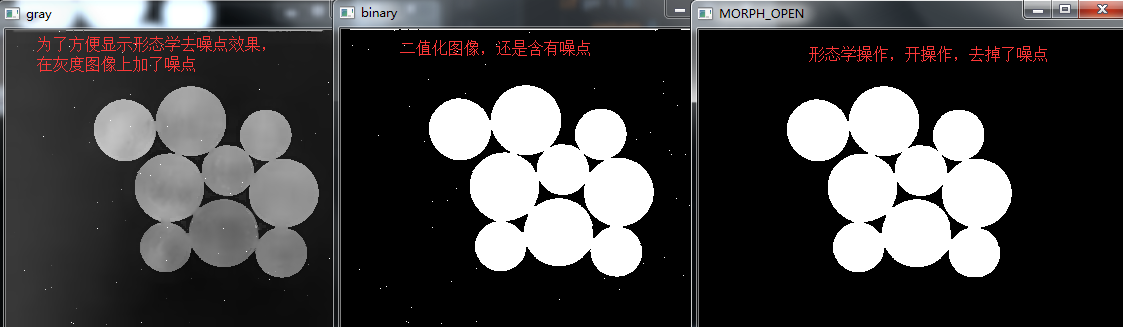 gray
为了方便显示形态学去噪点效果，
在灰度图像上加了噪点
binary
二值化图像，还是含有噪点
MORPH_OPEN
形态学操作，开操作，去掉了噪点